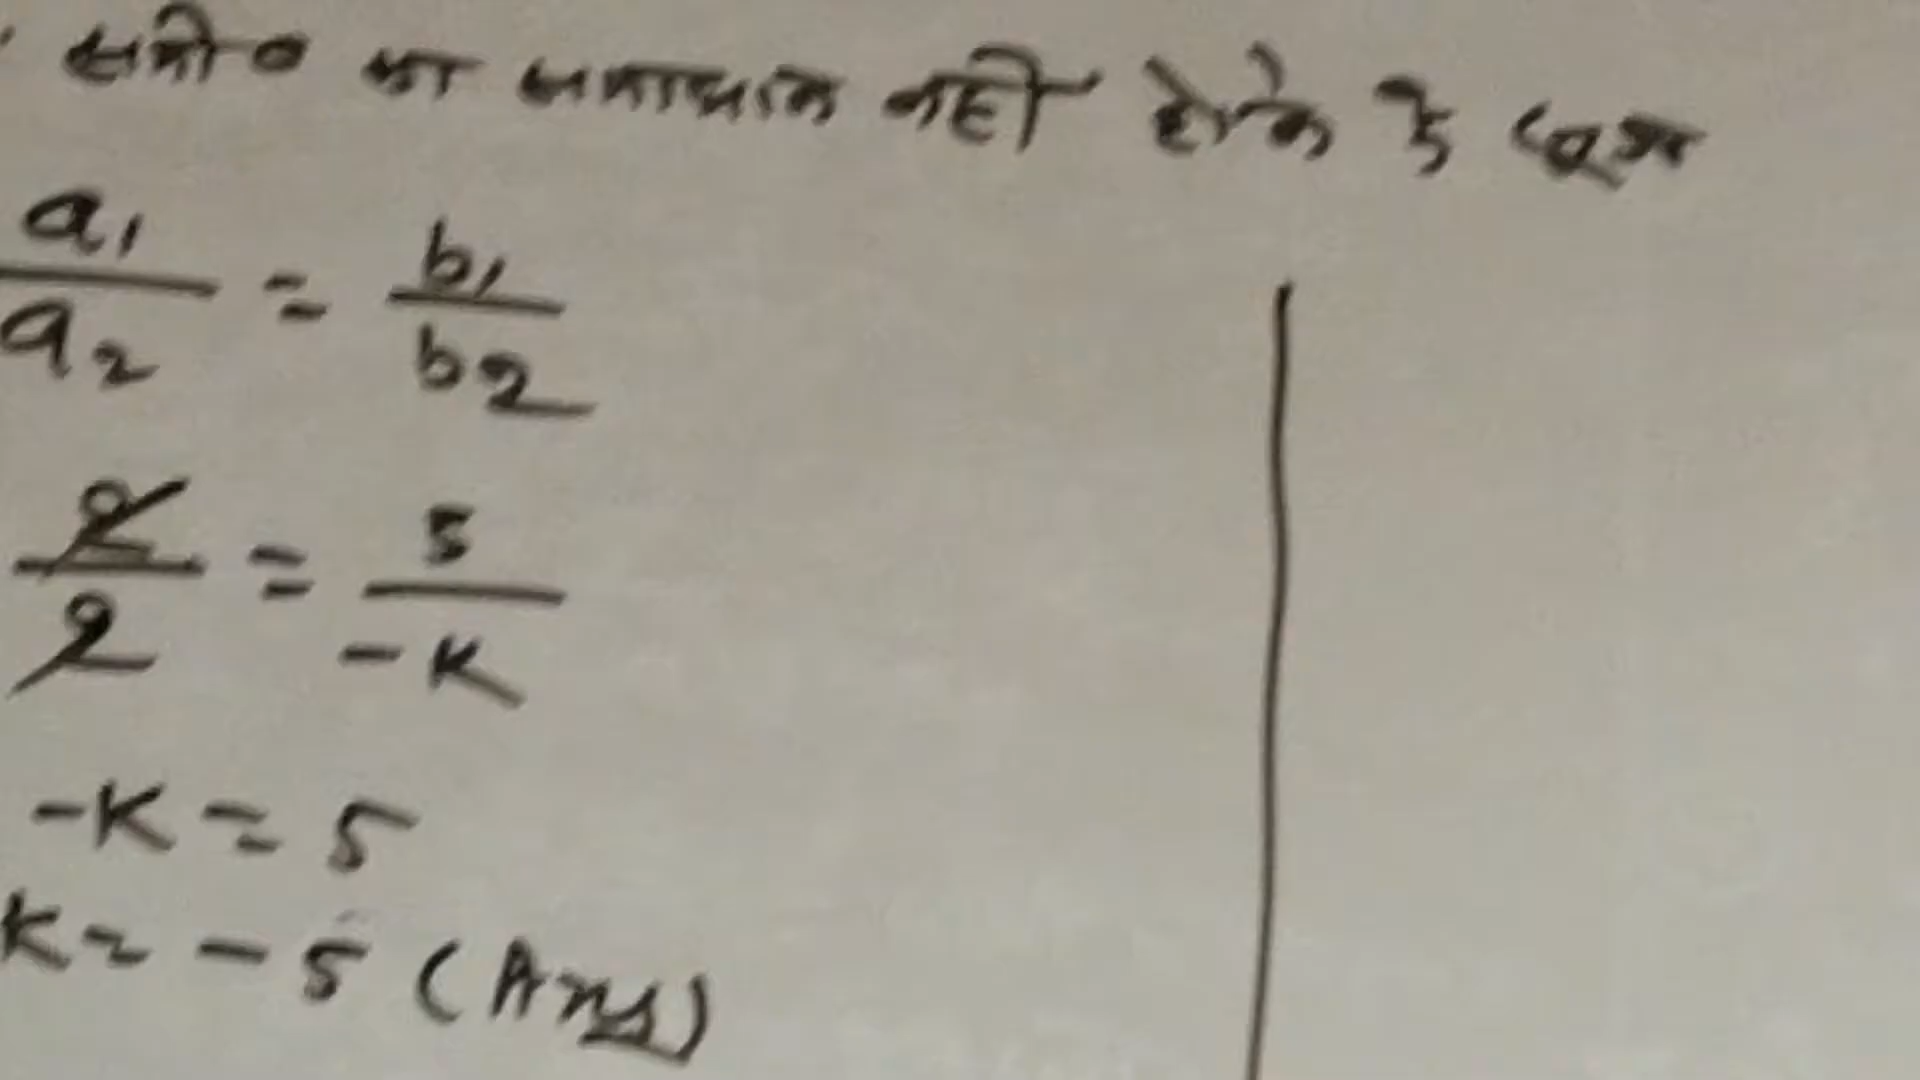 समी० का समाधान नहीं होने के
a1/a2 = b1/b2
2/2 = 5/-K
-K = 5
K = -5 (Ans)